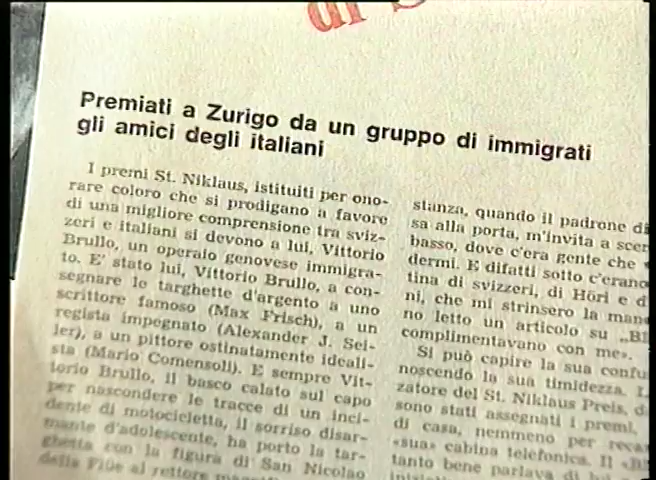 di
Premiati a Zurigo da un gruppo di immigrati
gli amici degli italiani
I premi St. Niklaus, istituiti per ono-
rare coloro che si prodigano a favore
di una migliore comprensione tra sviz-
zeri e italiani si devono a lui, Vittorio
Brullo, un operaio genovese immigra-
to. E' stato lui, Vittorio Brullo, a con-
segnare le targhette d'argento a uno
scrittore famoso (Max Frisch), a un
regista impegnato (Alexander J. Sei-
ler), a un pittore ostinatamente ideali-
sta (Mario Comensoli). E sempre Vit-
torio Brullo, il basco calato sul capo
per nascondere le tracce di un inci-
dente di motocicletta, il sorriso disar-
mante d'adolescente, ha porto la tar-
ghetta con la figura di San Nicolao
della Flüe al rettore
stanza, quando il padrone di
sa alla porta, m'invita a scen
basso, dove c'era gente che
dermi. E difatti sotto c'erano
tina di svizzeri, di Höri e d
ni, che mi strinsero la man
no letto un articolo su „Bl
complimentavano con me».
Si può capire la sua confu
noscendo la sua timidezza.
zatore del St. Niklaus Preis, d
sono stati assegnati i premi,
di casa, nemmeno per reca
«sua» cabina telefonica. Il
tanto bene parlava di lui